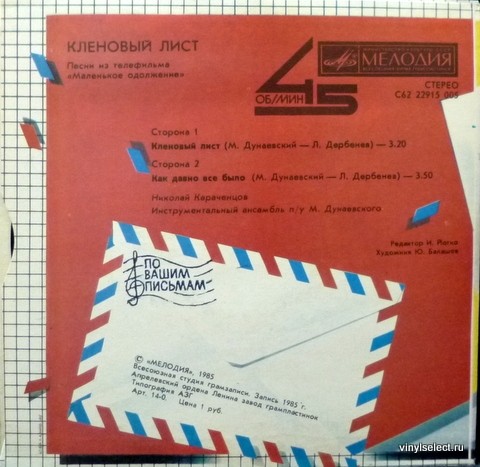 КЛЕНОВЫЙ ЛИСТ
Песни из телефильма
«Маленькое одолжение»
МЕЛОДИЯ
СТЕРЕО
С62 22915 005
45
ОБ/МИН
Сторона 1
Кленовый лист (М. Дунаевский — Л. Дербенев) — 3.20
Сторона 2
Как давно все было (М. Дунаевский — Л. Дербенев) — 3.50
Николай Караченцов
Инструментальный ансамбль п/у М. Дунаевского
Редактор Н.
Художник Ю. Балашов
ПО
ВАШИМ
ПИСЬМАМ
© «МЕЛОДИЯ», 1985
Всесоюзная студия грамзаписи. Запись 1985 г.
Апрелевский ордена Ленина завод грампластинок
Типография АЗГ
Арт. 14-0. Цена 1 руб.
vinylselect.ru